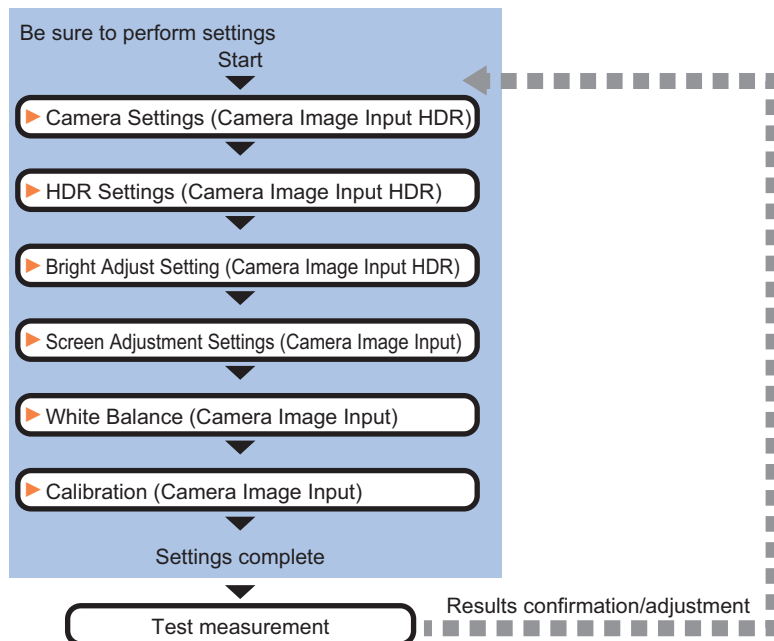 Be sure to perform settings
Start
Camera Settings (Camera Image Input HDR)
HDR Settings (Camera Image Input HDR)
Bright Adjust Setting (Camera Image Input HDR)
Screen Adjustment Settings (Camera Image Input)
White Balance (Camera Image Input)
Calibration (Camera Image Input)
Settings complete
Test measurement
Results confirmation/adjustment